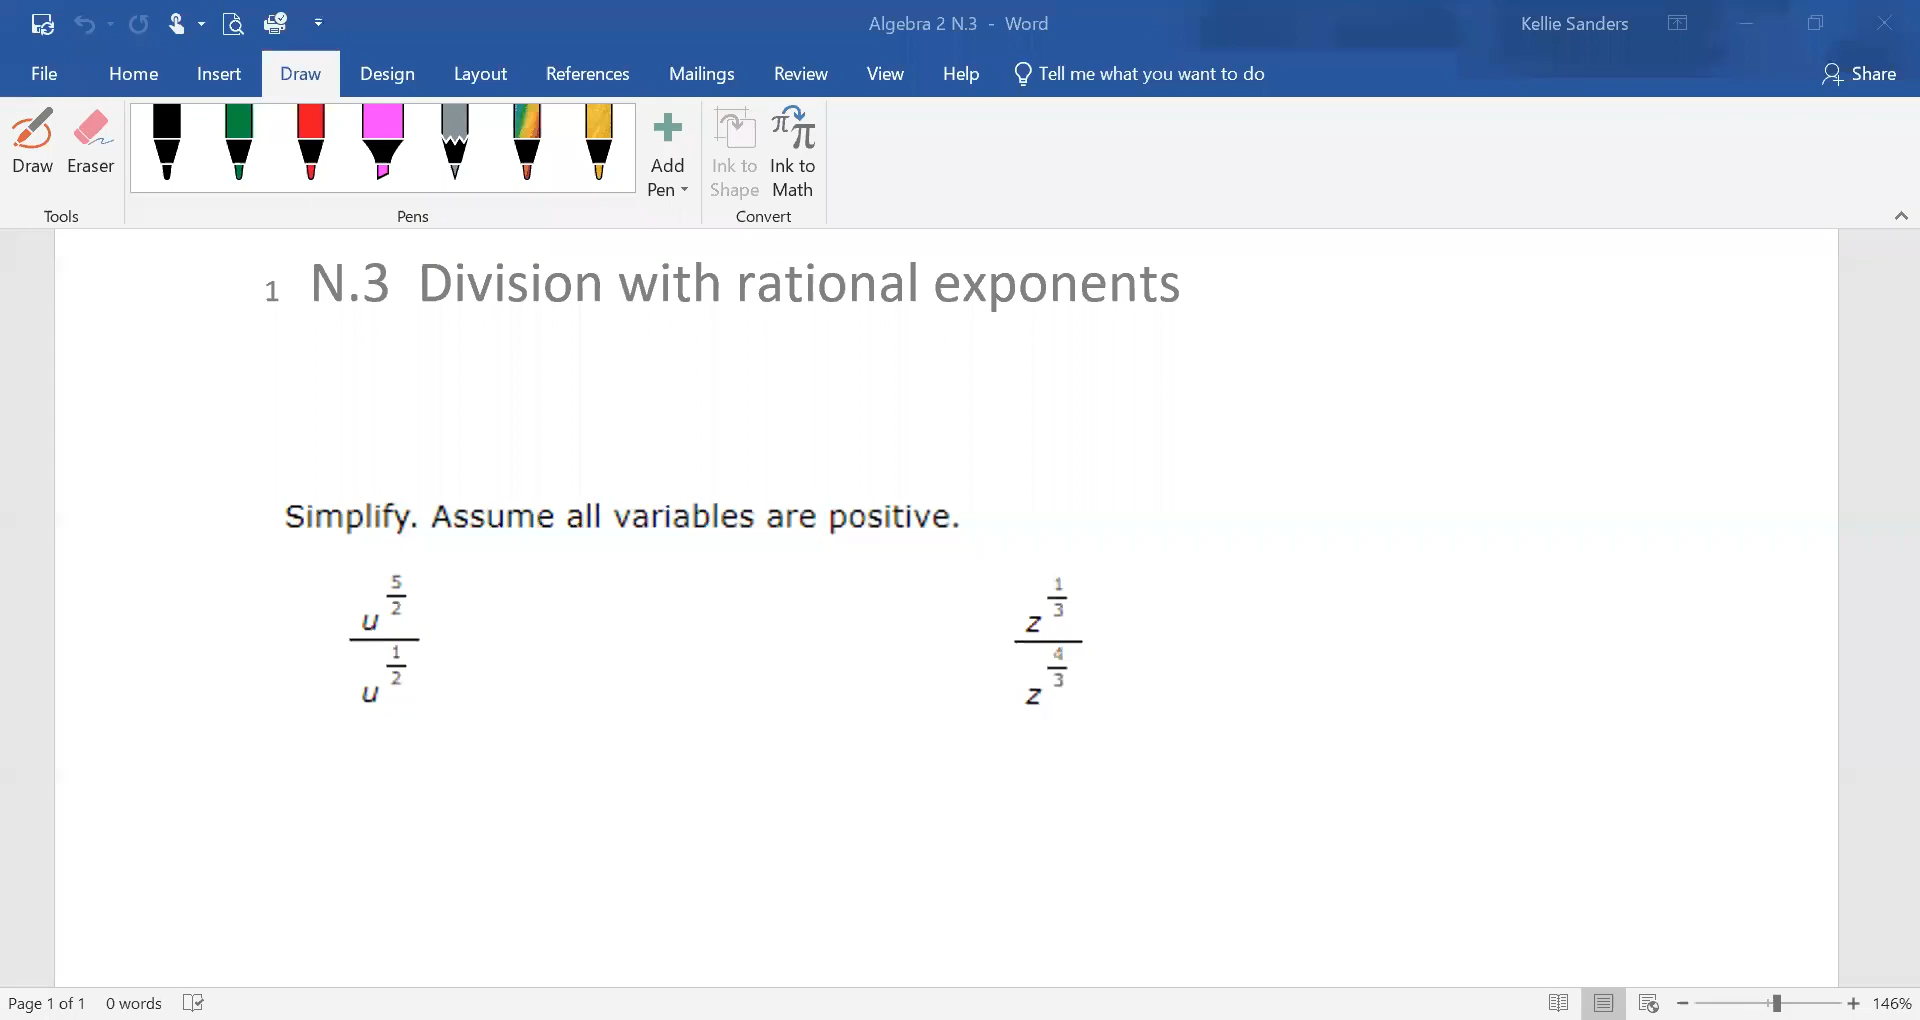 Algebra 2 N.3 - Word
Kellie Sanders
File Home Insert Draw Design Layout References Mailings Review View Help Tell me what you want to do Share
Draw Eraser Add Pen Ink to Shape Ink to Math
Tools Pens Convert
1 N.3 Division with rational exponents
Simplify. Assume all variables are positive.
u^(5/2) / u^(1/2)
z^(1/3) / z^(4/3)
Page 1 of 1 0 words 146%